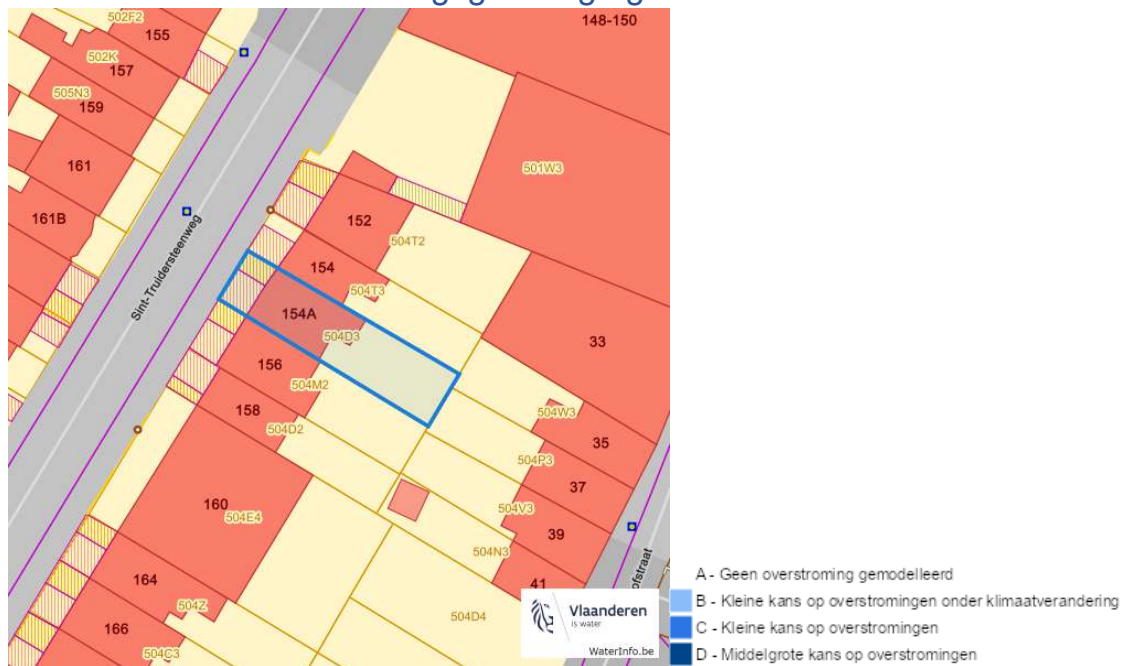 502F2
155
148-150
502K
157
505N3
159
161
501W3
161B
152
504T2
Sint-Truidersteenweg
154
504T3
154A
504D3
33
156
504M2
504W3
158
504D2
35
504P3
37
160
504V3
504E4
39
504N3
ofstraat
164
41
504Z
504D4
166
504C3
Vlaanderen
is water
WaterInfo.be
A - Geen overstroming gemodelleerd
B - Kleine kans op overstromingen onder klimaatverandering
C - Kleine kans op overstromingen
D - Middelgrote kans op overstromingen